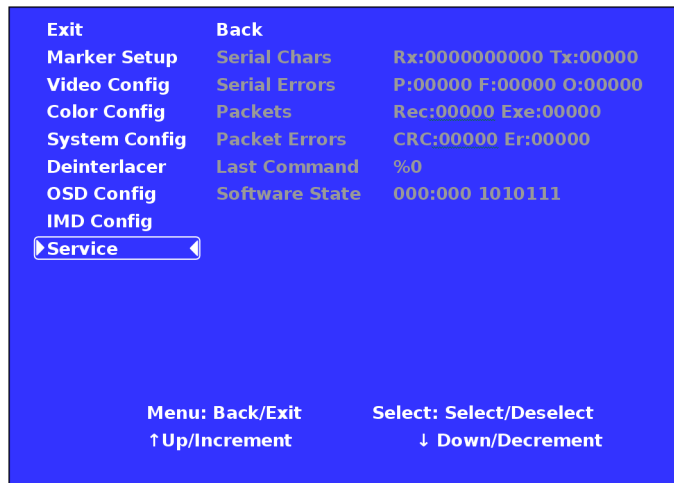 Exit Back
Marker Setup Serial Chars Rx:0000000000 Tx:00000
Video Config Serial Errors P:00000 F:00000 O:00000
Color Config Packets Rec:00000 Exe:00000
System Config Packet Errors CRC:00000 Er:00000
Deinterlacer Last Command %0
OSD Config Software State 000:000 1010111
IMD Config
Service
Menu: Back/Exit Select: Select/Deselect
↑Up/Increment ↓ Down/Decrement